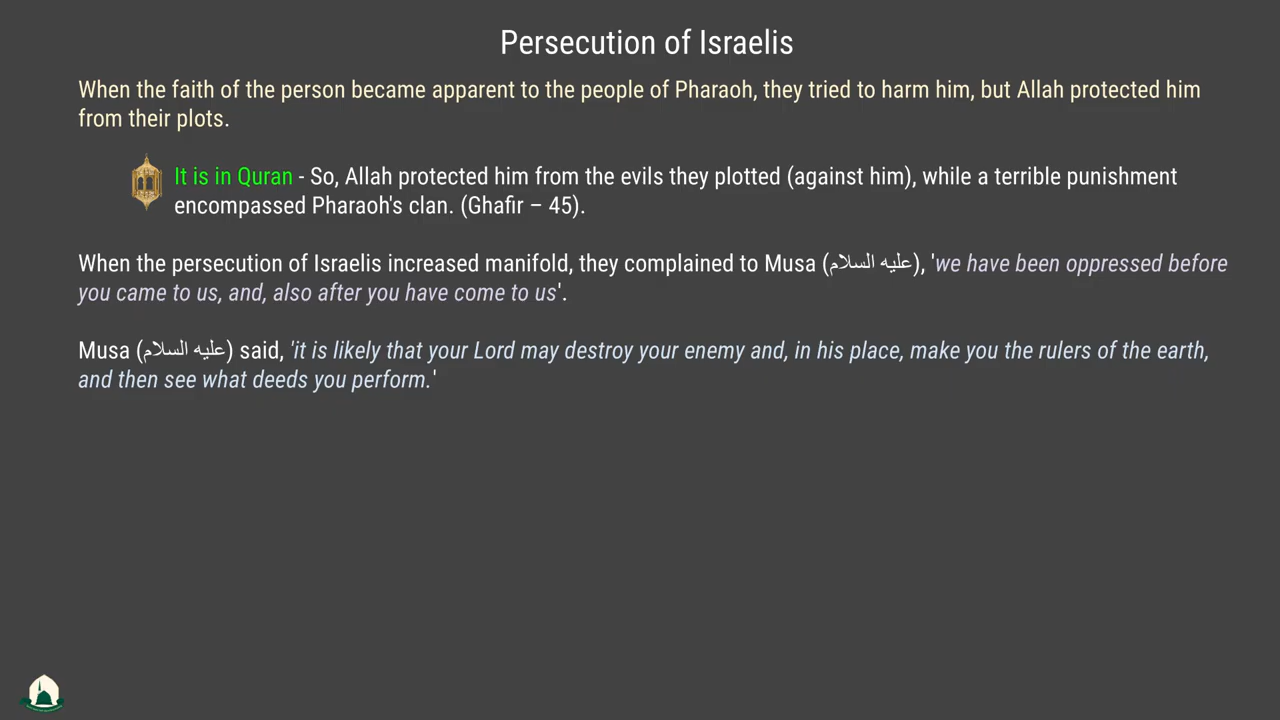 Persecution of Israelis
When the faith of the person became apparent to the people of Pharaoh, they tried to harm him, but Allah protected him
from their plots.
It is in Quran - So, Allah protected him from the evils they plotted (against him), while a terrible punishment
encompassed Pharaoh's clan. (Ghafir – 45).
When the persecution of Israelis increased manifold, they complained to Musa (عليه السلام), 'we have been oppressed before
you came to us, and, also after you have come to us'.
Musa (عليه السلام) said, 'it is likely that your Lord may destroy your enemy and, in his place, make you the rulers of the earth,
and then see what deeds you perform.'